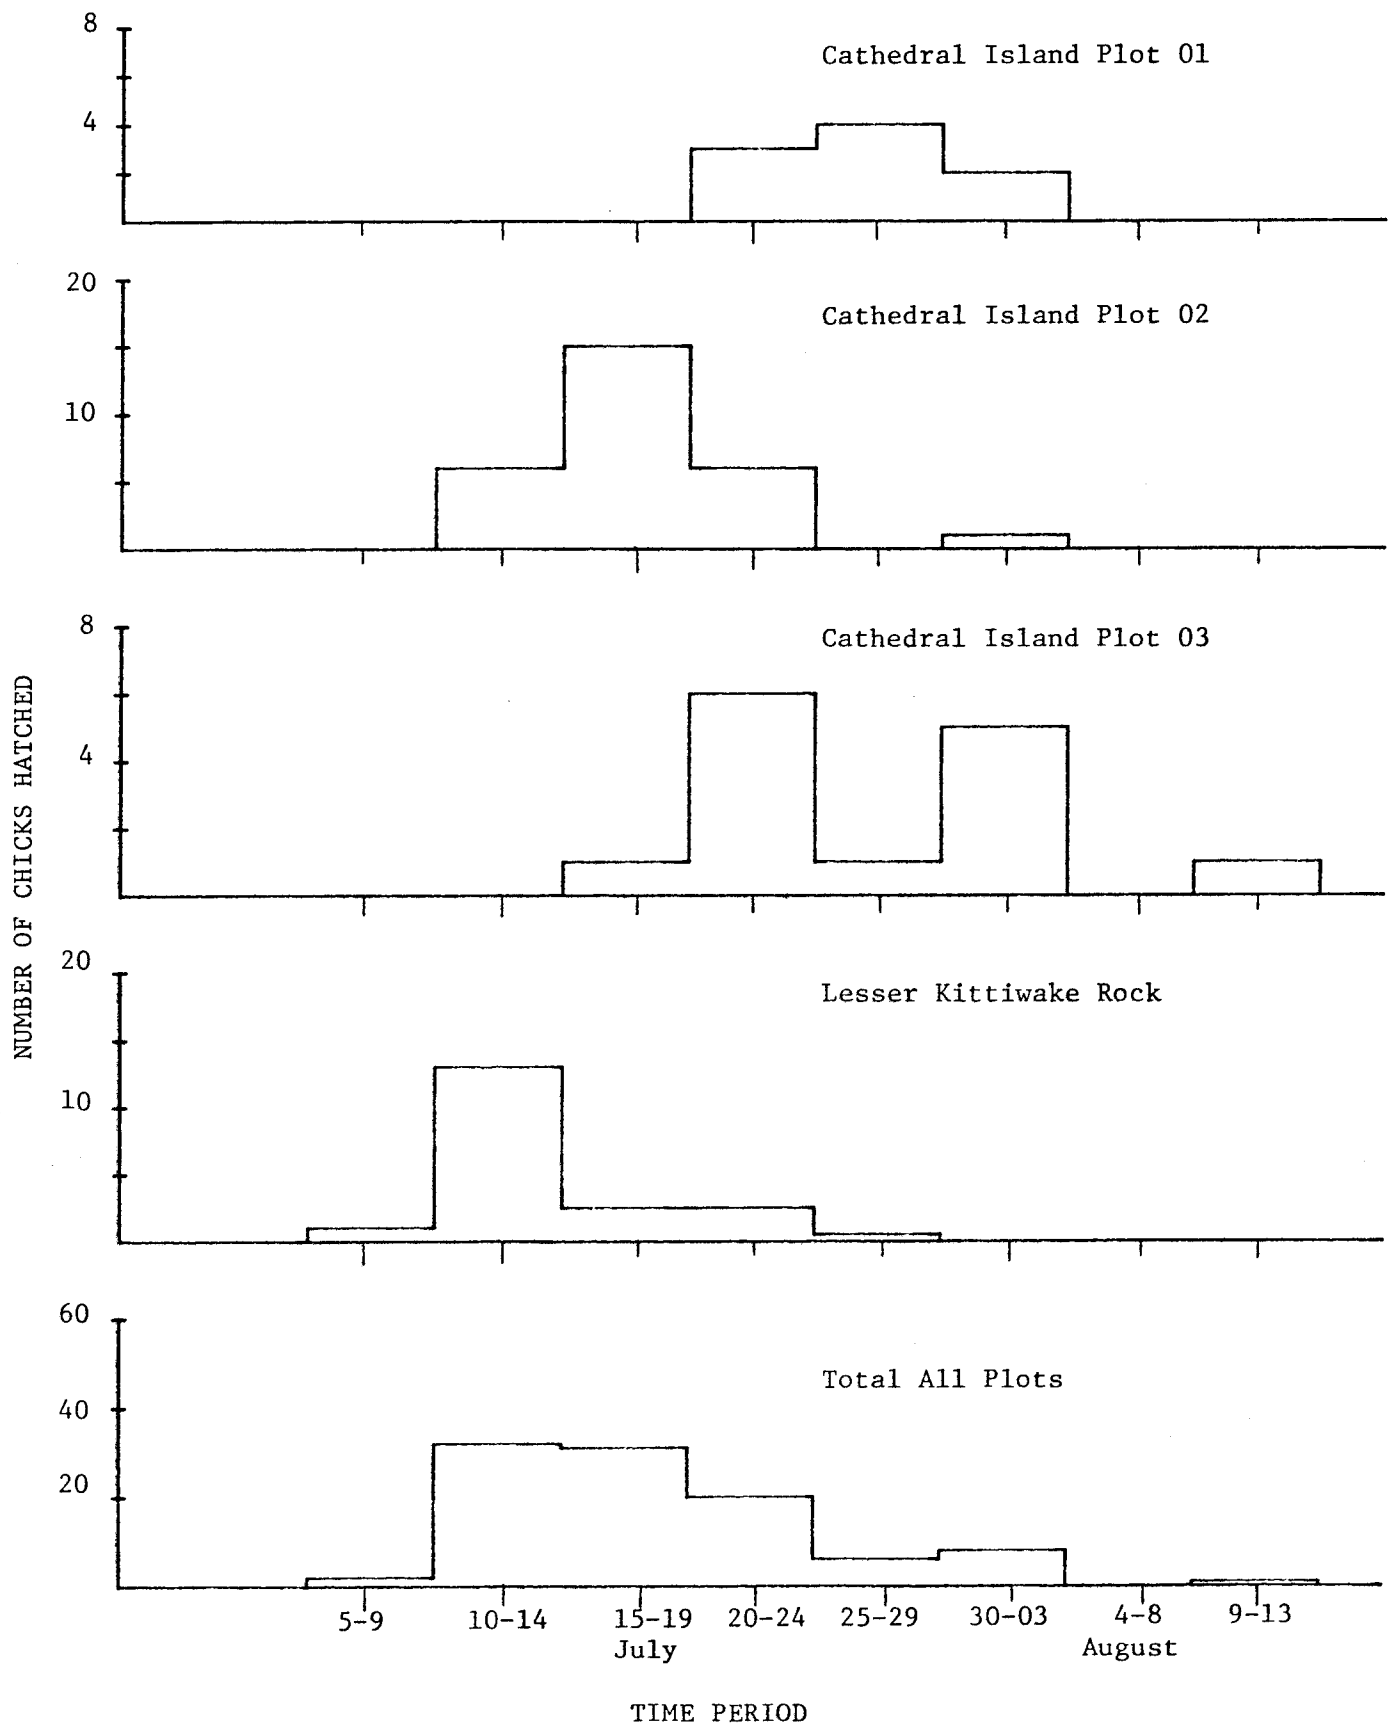 8
Cathedral Island Plot 01
4
20
Cathedral Island Plot 02
10
8
Cathedral Island Plot 03
4
NUMBER OF CHICKS HATCHED
20
Lesser Kittiwake Rock
10
60
Total All Plots
40
20
5-9 10-14 15-19 20-24 25-29 30-03 4-8 9-13
July August
TIME PERIOD